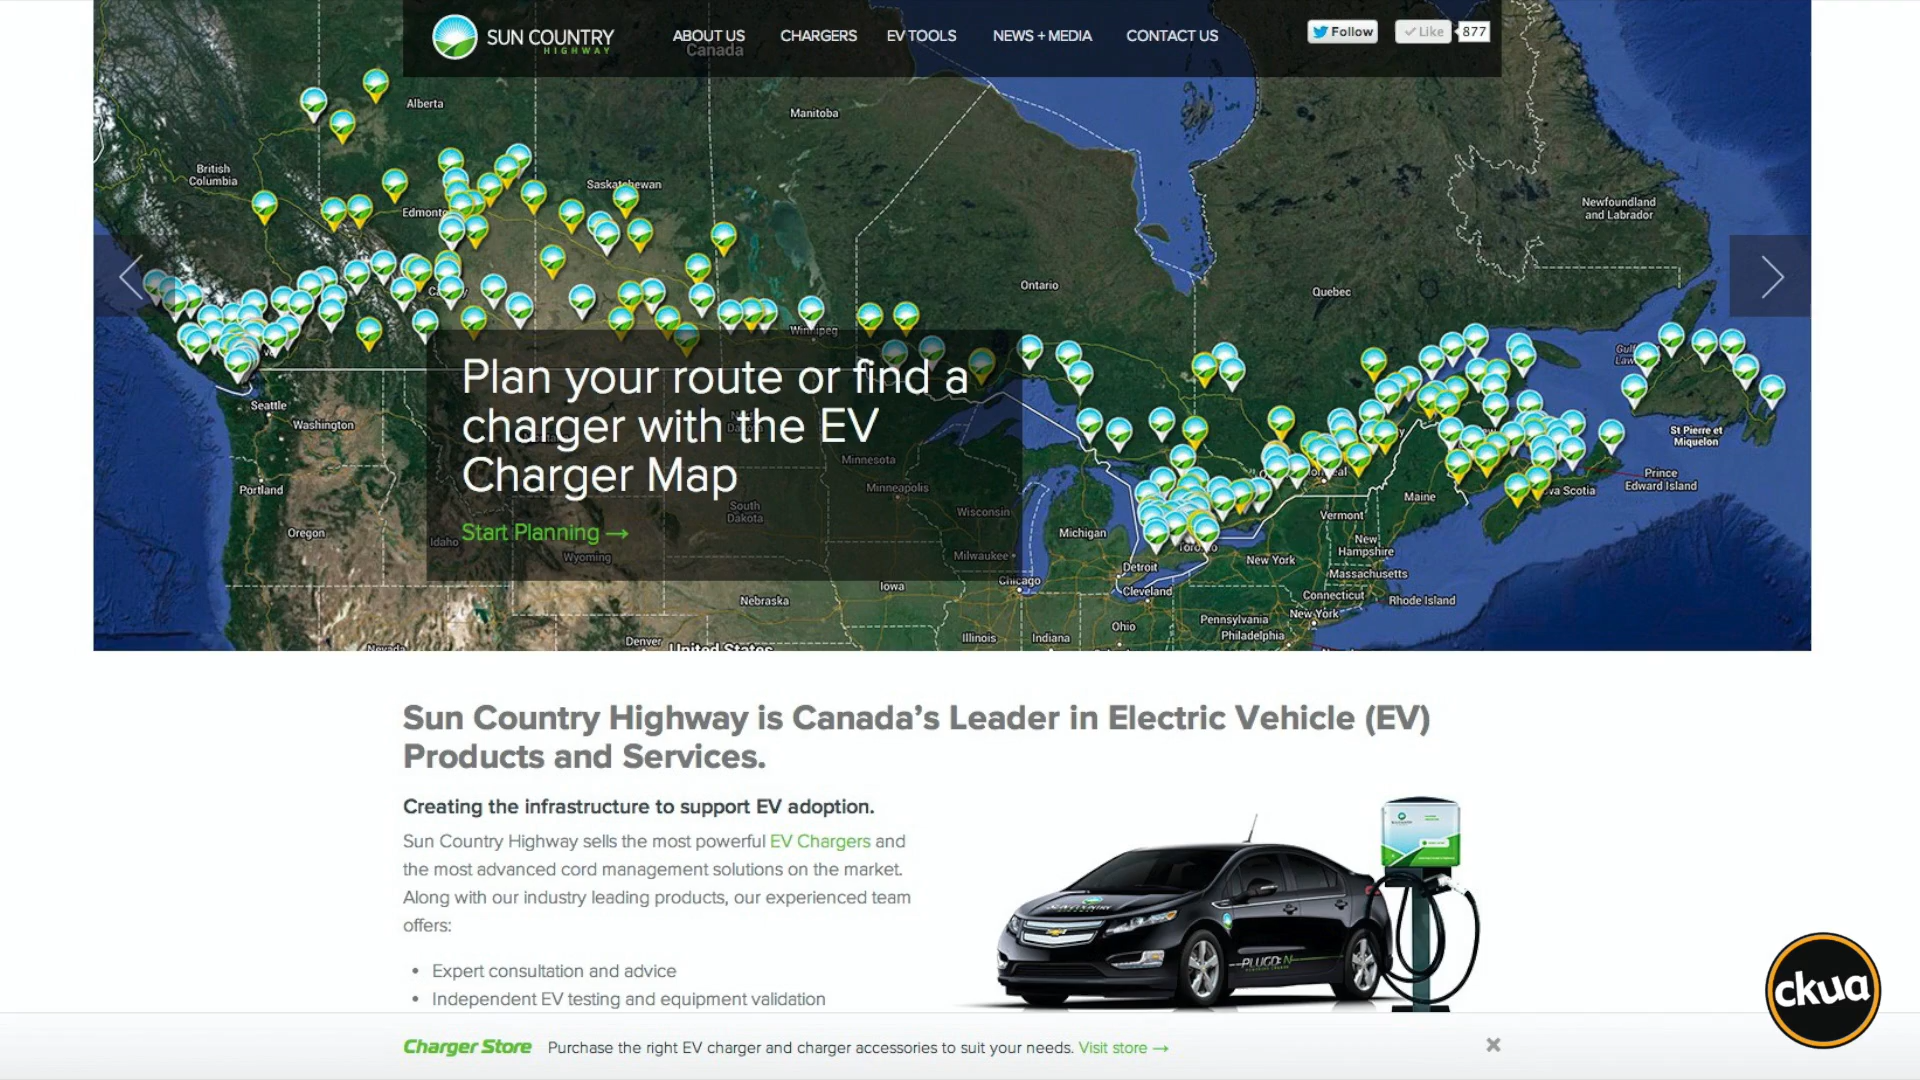 SUN COUNTRY
HIGHWAY
ABOUT US
CHARGERS
EV TOOLS
NEWS + MEDIA
CONTACT US
Follow
Like
877
Canada
Alberta
Manitoba
British
Columbia
Saskatchewan
Newfoundland
and Labrador
Ontario
Quebec
Winnipeg
Plan your route or find a
charger with the EV
Charger Map
Start Planning →
Seattle
Washington
Portland
Oregon
Idaho
Wyoming
South
Dakota
Minnesota
Minneapolis
Wisconsin
Milwaukee
Michigan
Chicago
Iowa
Nebraska
Denver
United States
Nevada
Illinois
Indiana
Ohio
Detroit
Cleveland
Toronto
New York
Pennsylvania
Philadelphia
New York
Connecticut
Rhode Island
Massachusetts
New
Hampshire
Vermont
Maine
St Pierre et
Miquelon
Prince
Edward Island
Sun Country Highway is Canada’s Leader in Electric Vehicle (EV)
Products and Services.
Creating the infrastructure to support EV adoption.
Sun Country Highway sells the most powerful EV Chargers and
the most advanced cord management solutions on the market.
Along with our industry leading products, our experienced team
offers:
• Expert consultation and advice
• Independent EV testing and equipment validation
ckua
Charger Store Purchase the right EV charger and charger accessories to suit your needs. Visit store →